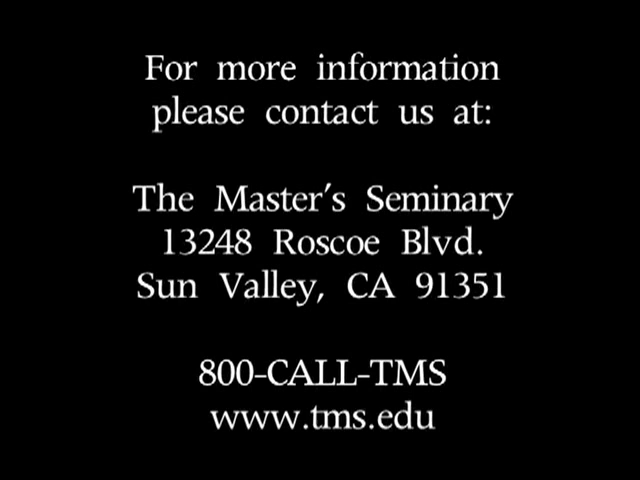 For more information
please contact us at:
The Master's Seminary
13248 Roscoe Blvd.
Sun Valley, CA 91351
800-CALL-TMS
www.tms.edu